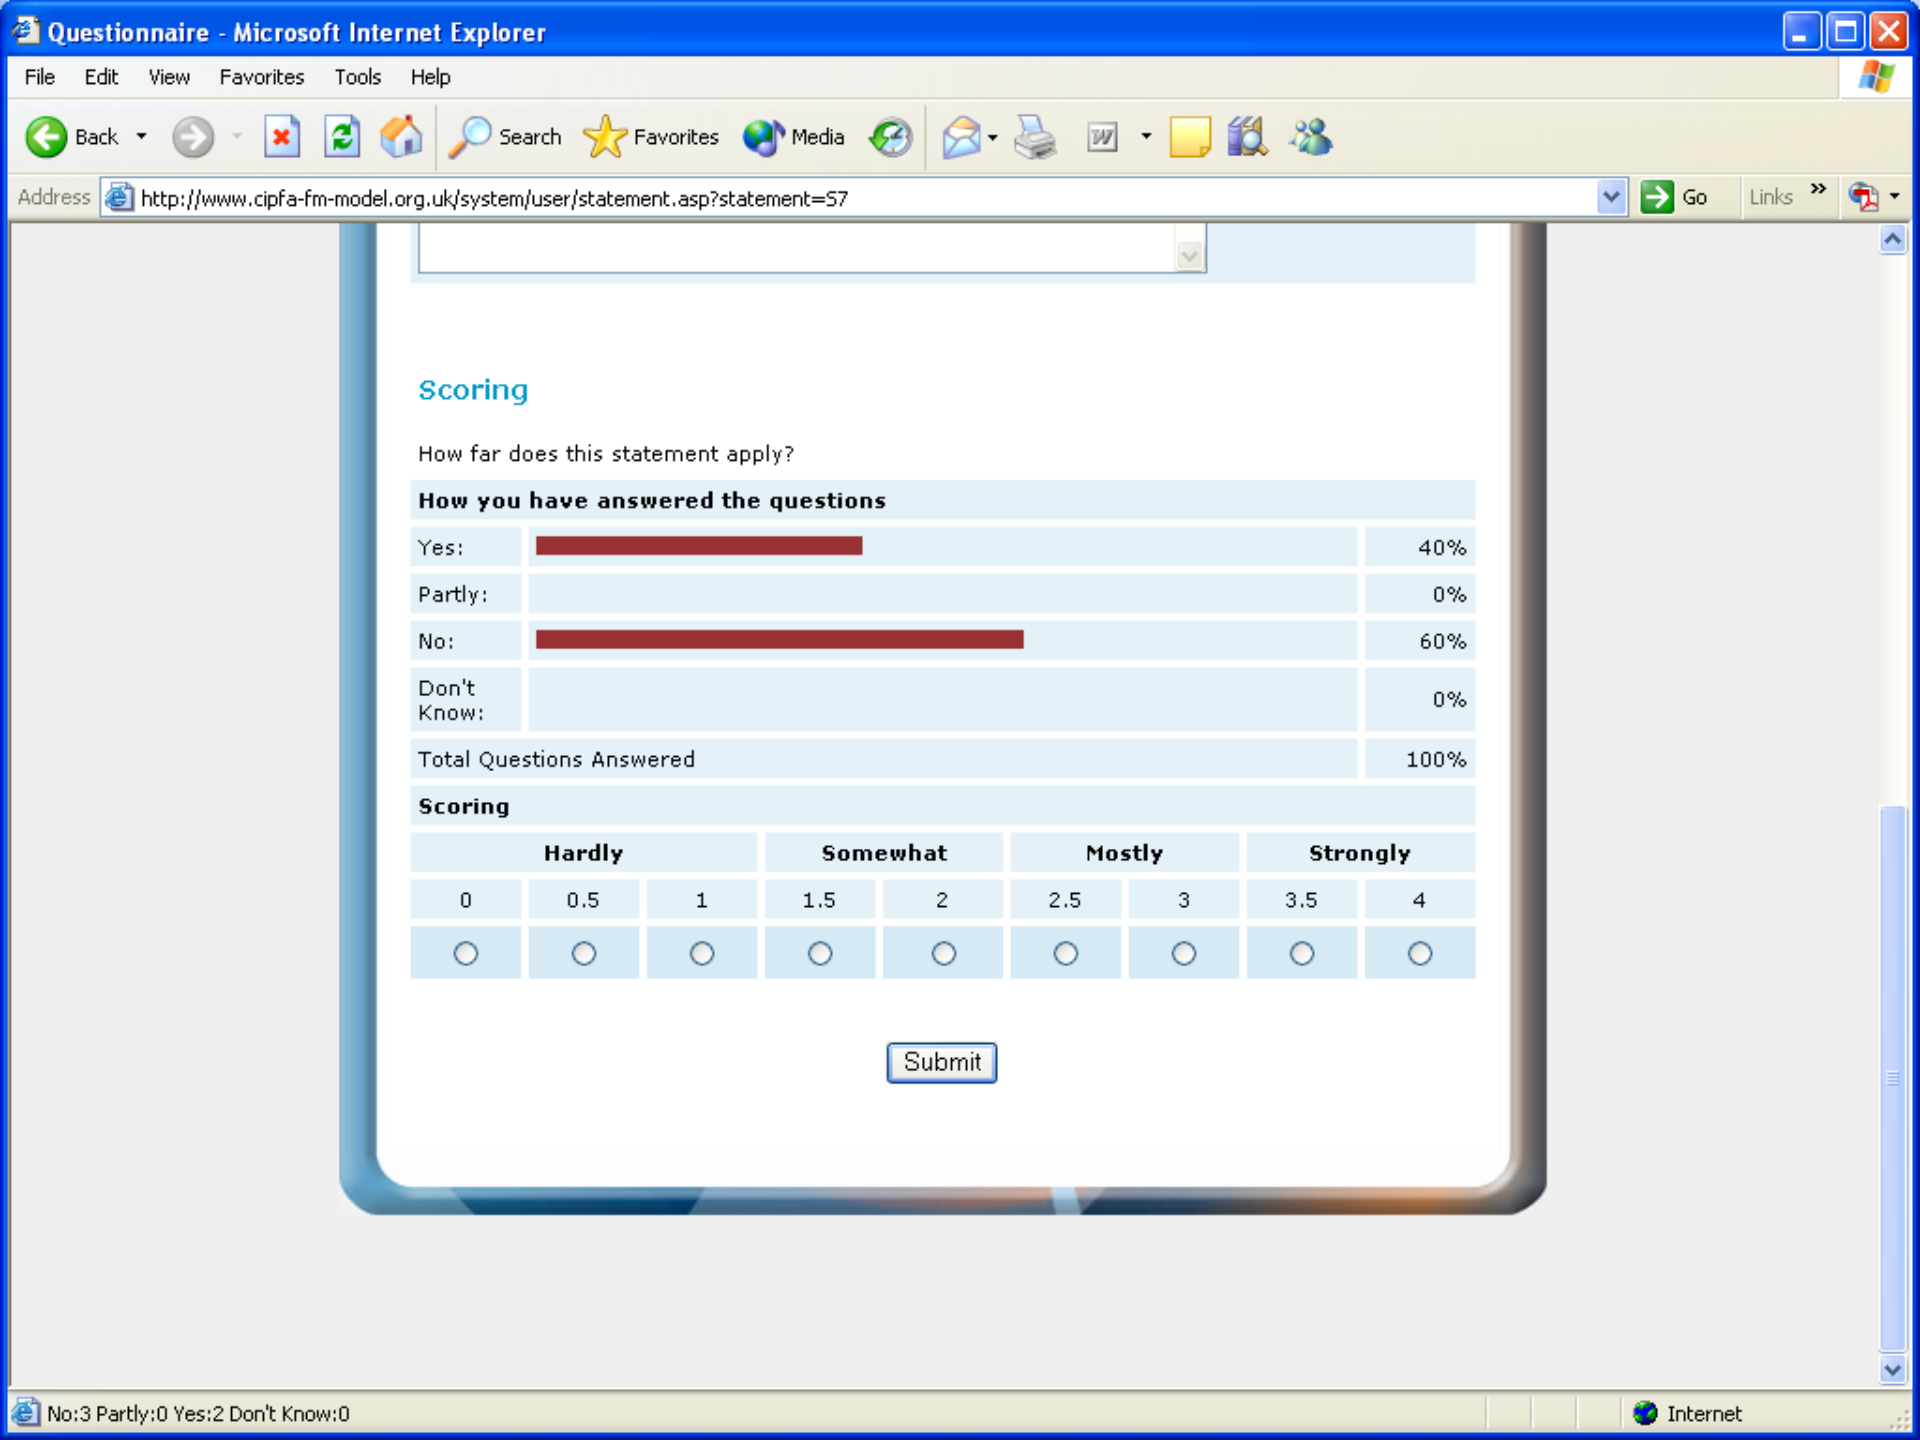 Questionnaire - Microsoft Internet Explorer
File Edit View Favorites Tools Help
Back Search Favorites Media W
Address http://www.cipfa-fm-model.org.uk/system/user/statement.asp?statement=S7 Go Links »
Scoring
How far does this statement apply?
How you have answered the questions
Yes: 40%
Partly: 0%
No: 60%
Don't
Know: 0%
Total Questions Answered 100%
Scoring
Hardly Somewhat Mostly Strongly
0 0.5 1 1.5 2 2.5 3 3.5 4
Submit
No:3 Partly:0 Yes:2 Don't Know:0 Internet